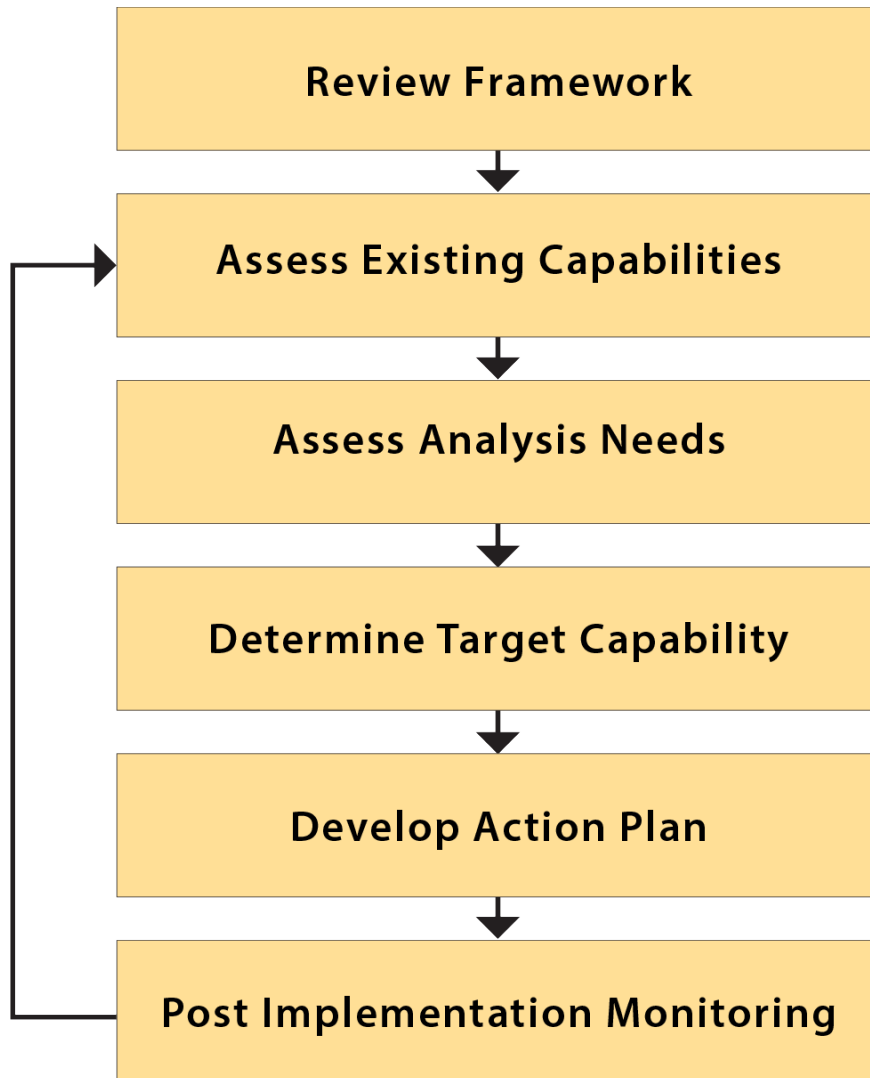 Review Framework
Assess Existing Capabilities
Assess Analysis Needs
Determine Target Capability
Develop Action Plan
Post Implementation Monitoring